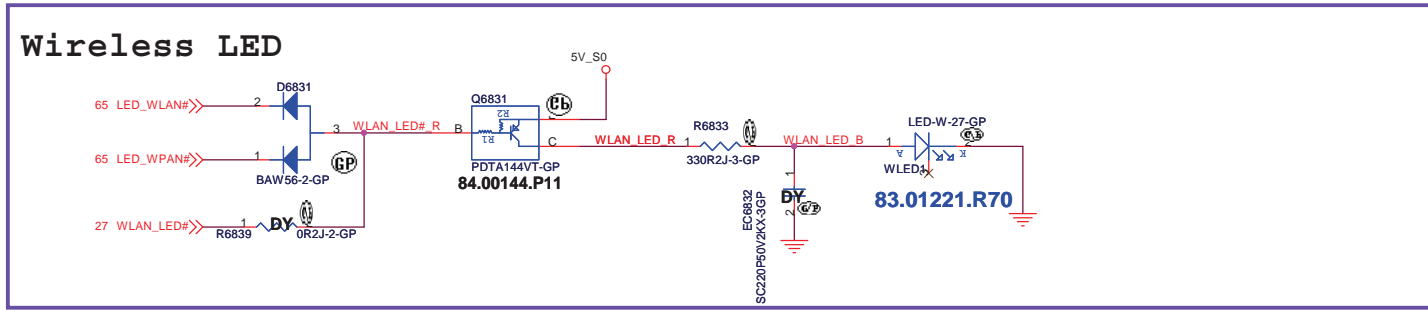 Wireless LED
5V_S0
D6831
65 LED_WLAN#
2
Q6831
R2
R1
3
WLAN_LED#_R
B
E
C
WLAN_LED_R
R6833
1
330R2J-3-GP
WLAN_LED_B
LED-W-27-GP
1
2
A
K
WLED1
83.01221.R70
65 LED_WPAN#
1
GP
BAW56-2-GP
PDTA144VT-GP
84.00144.P11
27 WLAN_LED#
1
DY
R6839
0R2J-2-GP
1
DY
2
EC6832
SC220P50V2KX-3GP